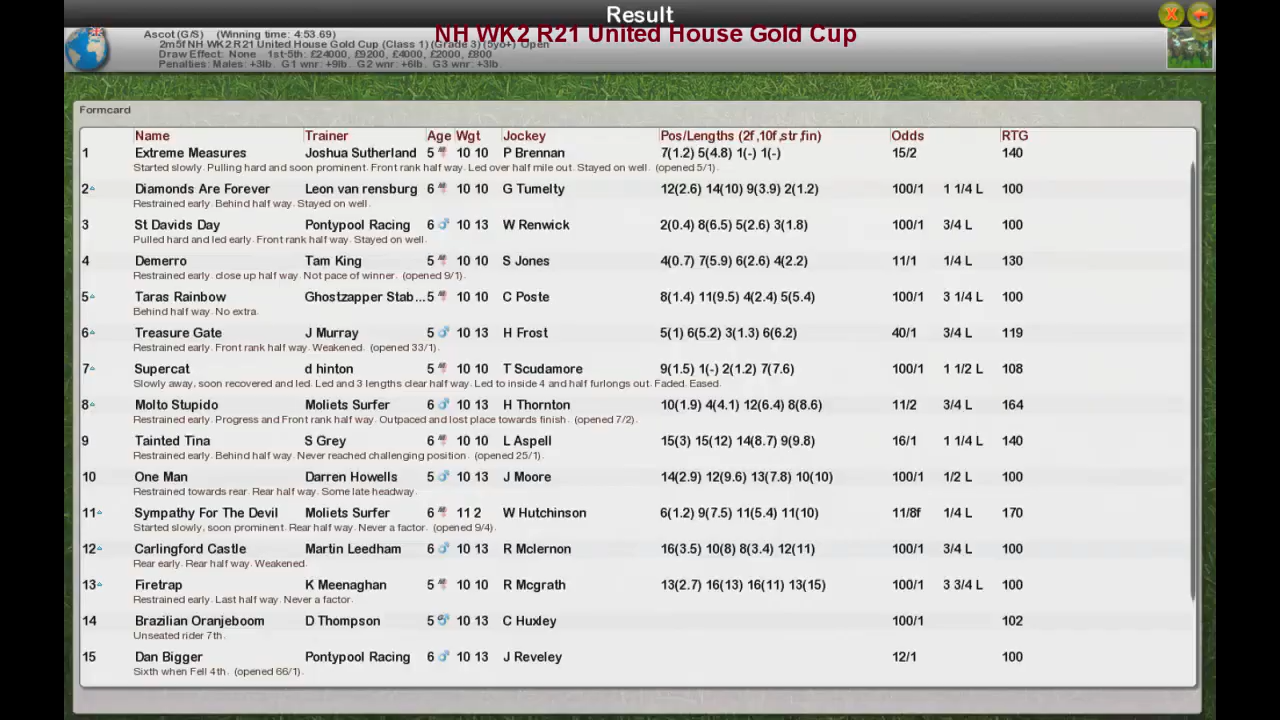 Result
NH WK2 R21 United House Gold Cup
Ascot (G/S) (Winning time: 4:53.69)
2m5f NH WK2 R21 United House Gold Cup (Class 1) (Grade 3) (5yo+) Open
Draw Effect: None 1st-5th: £24000, £9200, £4000, £2000, £800
Penalties: Males: +3lb. G1 wnr: +9lb. G2 wnr: +6lb. G3 wnr: +3lb.
Formcard
Name Trainer Age Wgt Jockey Pos/Lengths (2f,10f,str,fin) Odds RTG
1 Extreme Measures Joshua Sutherland 5 10 10 P Brennan 7(1.2) 5(4.8) 1(-) 1(-) 15/2 140
Started slowly. Pulling hard and soon prominent. Front rank half way. Led over half mile out. Stayed on well. (opened 5/1).
2 Diamonds Are Forever Leon van rensburg 6 10 10 G Tumelty 12(2.6) 14(10) 9(3.9) 2(1.2) 100/1 1 1/4 L 100
Restrained early. Behind half way. Stayed on well.
3 St Davids Day Pontypool Racing 6 10 13 W Renwick 2(0.4) 8(6.5) 5(2.6) 3(1.8) 100/1 3/4 L 100
Pulled hard and led early. Front rank half way. Stayed on well.
4 Demerro Tam King 5 10 10 S Jones 4(0.7) 7(5.9) 6(2.6) 4(2.2) 11/1 1/4 L 130
Restrained early. close up half way. Not pace of winner. (opened 9/1).
5 Taras Rainbow Ghostzapper Stab... 5 10 10 C Poste 8(1.4) 11(9.5) 4(2.4) 5(5.4) 100/1 3 1/4 L 100
Behind half way. No extra.
6 Treasure Gate J Murray 5 10 13 H Frost 5(1) 6(5.2) 3(1.3) 6(6.2) 40/1 3/4 L 119
Restrained early. Front rank half way. Weakened. (opened 33/1).
7 Supercat d hinton 5 10 10 T Scudamore 9(1.5) 1(-) 2(1.2) 7(7.6) 100/1 1 1/2 L 108
Slowly away, soon recovered and led. Led and 3 lengths clear half way. Led to inside 4 and half furlongs out. Faded. Eased.
8 Molto Stupido Moliets Surfer 6 10 13 H Thornton 10(1.9) 4(4.1) 12(6.4) 8(8.6) 11/2 3/4 L 164
Restrained early. Progress and Front rank half way. Outpaced and lost place towards finish. (opened 7/2).
9 Tainted Tina S Grey 6 10 10 L Aspell 15(3) 15(12) 14(8.7) 9(9.8) 16/1 1 1/4 L 140
Restrained early. Behind half way. Never reached challenging position. (opened 25/1).
10 One Man Darren Howells 5 10 13 J Moore 14(2.9) 12(9.6) 13(7.8) 10(10) 100/1 1/2 L 100
Restrained towards rear. Rear half way. Some late headway.
11 Sympathy For The Devil Moliets Surfer 6 11 2 W Hutchinson 6(1.2) 9(7.5) 11(5.4) 11(10) 11/8f 1/4 L 170
Started slowly, soon prominent. Rear half way. Never a factor. (opened 9/4).
12 Carlingford Castle Martin Leedham 6 10 13 R Mclernon 16(3.5) 10(8) 8(3.4) 12(11) 100/1 3/4 L 100
Rear early. Rear half way. Weakened.
13 Firetrap K Meenaghan 5 10 10 R Mcgrath 13(2.7) 16(13) 16(11) 13(15) 100/1 3 3/4 L 100
Restrained early. Last half way. Never a factor.
14 Brazilian Oranjeboom D Thompson 5 10 13 C Huxley 100/1 102
Unseated rider 7th.
15 Dan Bigger Pontypool Racing 6 10 13 J Reveley 12/1 100
Sixth when Fell 4th. (opened 66/1).